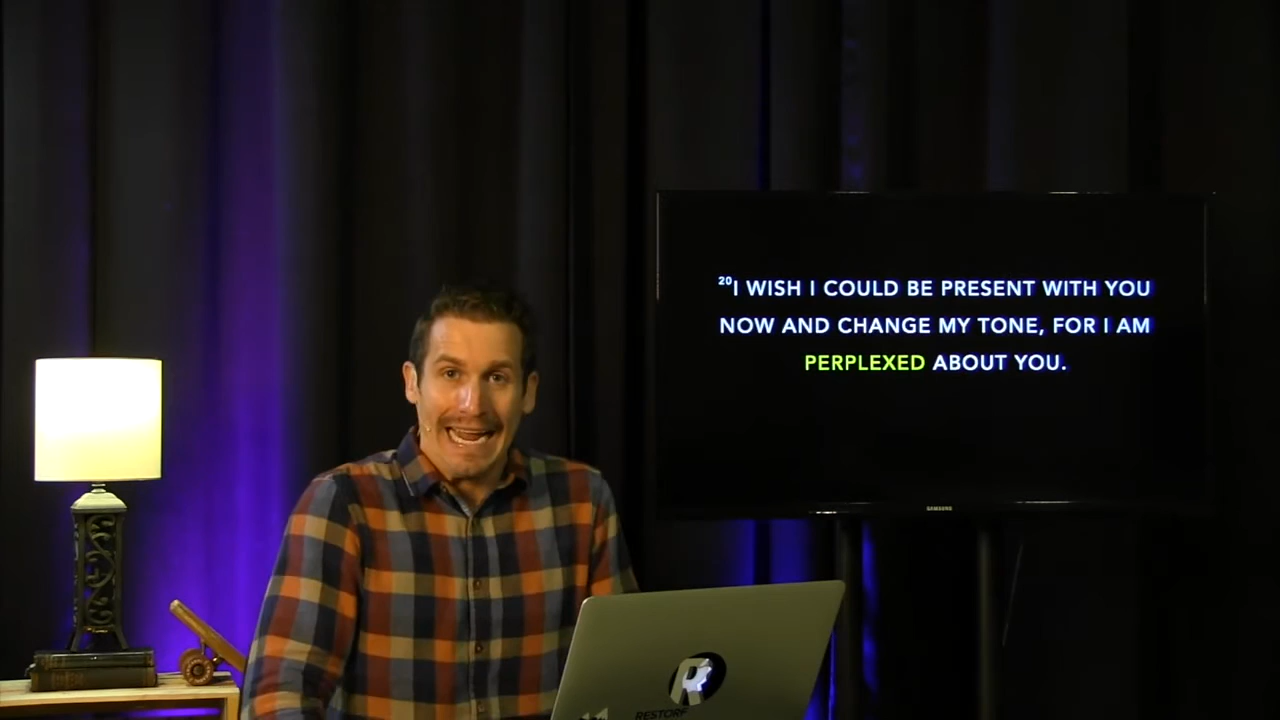 ²⁰I WISH I COULD BE PRESENT WITH YOU
NOW AND CHANGE MY TONE, FOR I AM
PERPLEXED ABOUT YOU.
SAMSUNG
R